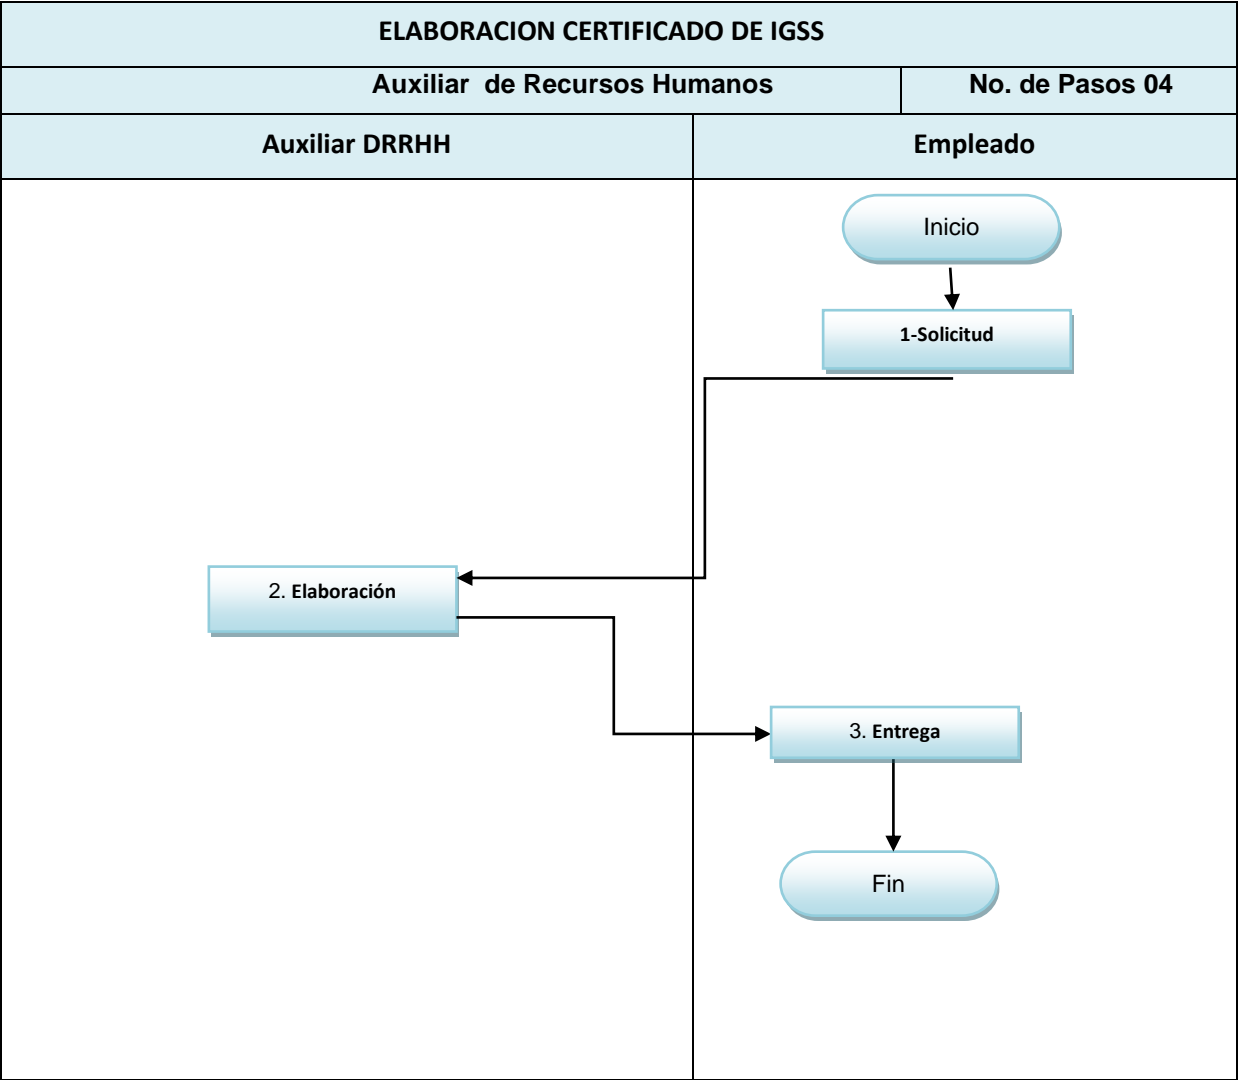 ELABORACION CERTIFICADO DE IGSS
Auxiliar de Recursos Humanos
No. de Pasos 04
Auxiliar DRRHH
Empleado
Inicio
1-Solicitud
2. Elaboración
3. Entrega
Fin